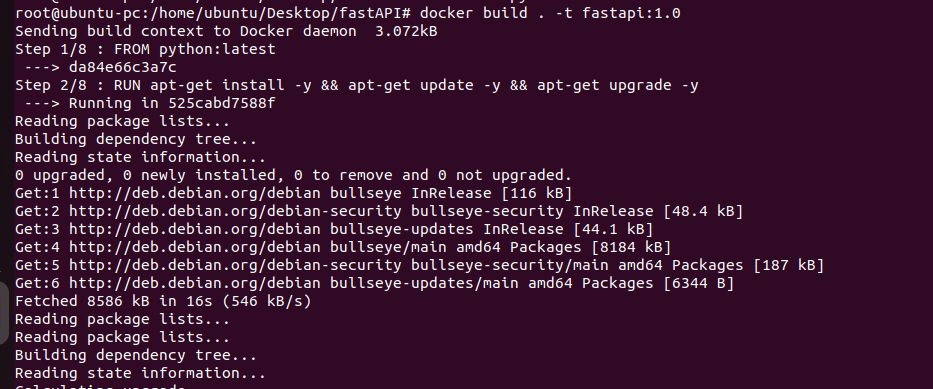 root@ubuntu-pc:/home/ubuntu/Desktop/fastAPI# docker build . -t fastapi:1.0
Sending build context to Docker daemon  3.072kB
Step 1/8 : FROM python:latest
 ---> da84e66c3a7c
Step 2/8 : RUN apt-get install -y && apt-get update -y && apt-get upgrade -y
 ---> Running in 525cabd7588f
Reading package lists...
Building dependency tree...
Reading state information...
0 upgraded, 0 newly installed, 0 to remove and 0 not upgraded.
Get:1 http://deb.debian.org/debian bullseye InRelease [116 kB]
Get:2 http://deb.debian.org/debian-security bullseye-security InRelease [48.4 kB]
Get:3 http://deb.debian.org/debian bullseye-updates InRelease [44.1 kB]
Get:4 http://deb.debian.org/debian bullseye/main amd64 Packages [8184 kB]
Get:5 http://deb.debian.org/debian-security bullseye-security/main amd64 Packages [187 kB]
Get:6 http://deb.debian.org/debian bullseye-updates/main amd64 Packages [6344 B]
Fetched 8586 kB in 16s (546 kB/s)
Reading package lists...
Reading package lists...
Building dependency tree...
Reading state information...